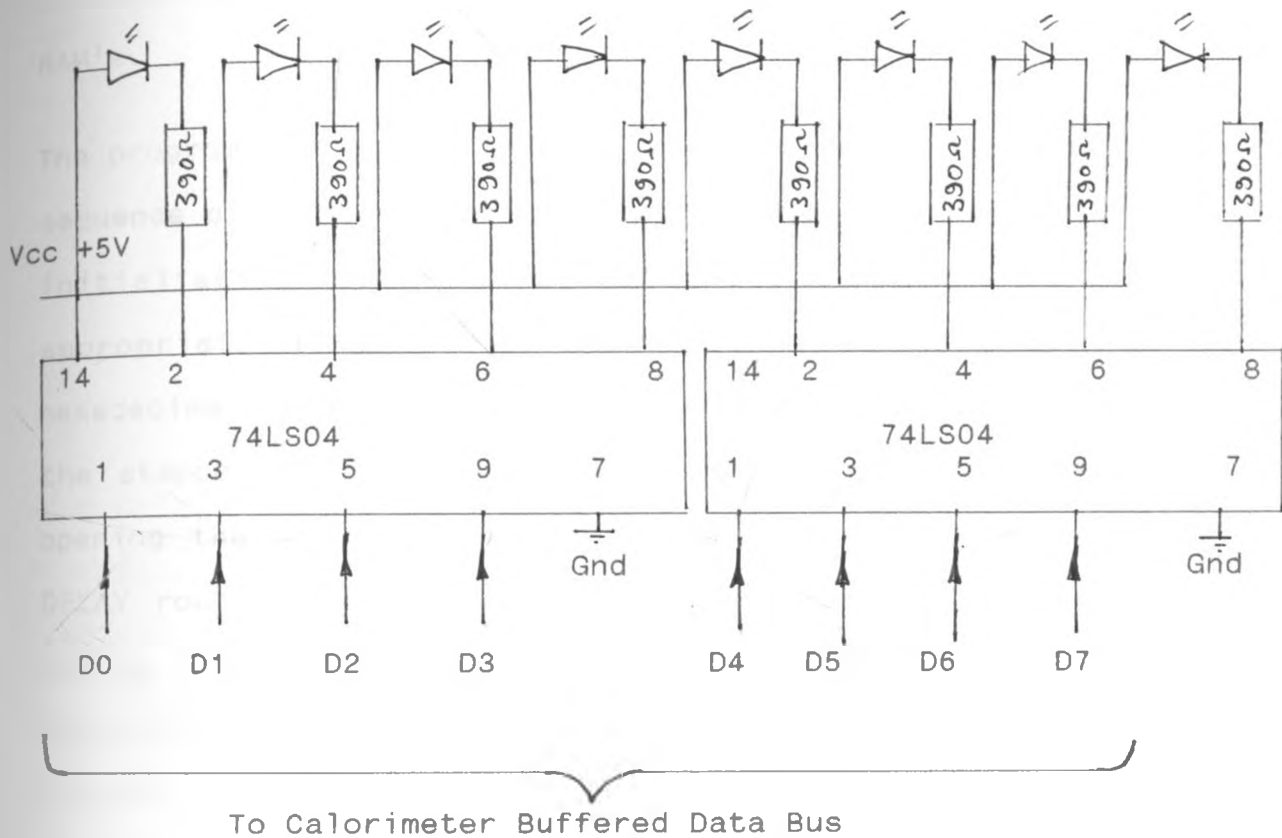 390Ω 390Ω 390Ω 390Ω 390Ω 390Ω 390Ω 390Ω
Vcc +5V
14 2 4 6 8 14 2 4 6 8
74LS04 74LS04
1 3 5 9 7 1 3 5 9 7
Gnd Gnd
D0 D1 D2 D3 D4 D5 D6 D7
To Calorimeter Buffered Data Bus